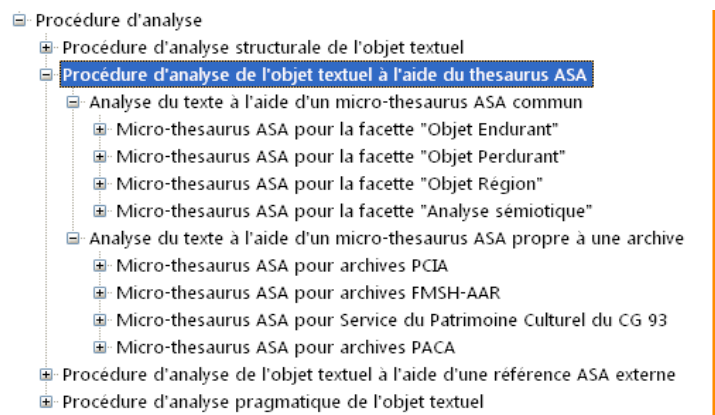 Procédure d'analyse
Procédure d'analyse structurale de l'objet textuel
Procédure d'analyse de l'objet textuel à l'aide du thesaurus ASA
Analyse du texte à l'aide d'un micro-thesaurus ASA commun
Micro-thesaurus ASA pour la facette "Objet Endurant"
Micro-thesaurus ASA pour la facette "Objet Perdurant"
Micro-thesaurus ASA pour la facette "Objet Région"
Micro-thesaurus ASA pour la facette "Analyse sémiotique"
Analyse du texte à l'aide d'un micro-thesaurus ASA propre à une archive
Micro-thesaurus ASA pour archives PCIA
Micro-thesaurus ASA pour archives FMSH-AAR
Micro-thesaurus ASA pour Service du Patrimoine Culturel du CG 93
Micro-thesaurus ASA pour archives PACA
Procédure d'analyse de l'objet textuel à l'aide d'une référence ASA externe
Procédure d'analyse pragmatique de l'objet textuel